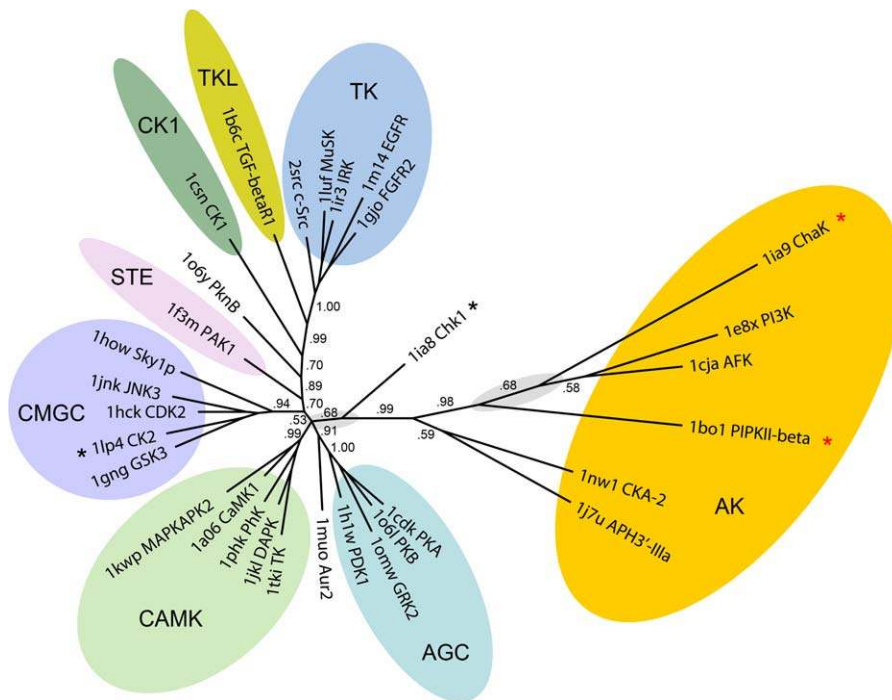 TKL
TK
CK1
1b6c TGF-betaR1
1csn CK1
2src c-Src
1luf MuSK
1ir3 IRK
1m14 EGFR
1gjo FGFR2
STE
1o6y PknB
1f3m PAK1
1ia9 ChaK *
1e8x PI3K
1cja AFK
1bo1 PIPKII-beta *
1nw1 CKA-2
1j7u APH3'-IIIa
AK
1ia8 Chk1 *
1.00
.99
.70
.89
.70
.94
.53
.68
.99
.98
.68
.58
.59
.99
.91
1.00
CMGC
1how Sky1p
1jnk JNK3
1hck CDK2
* 1lp4 CK2
1gng GSK3
1kwp MAPKAPK2
1a06 CaMK1
1phk PhK
1jkl DAPK
1tki TK
CAMK
1muo Aur2
1h1w PDK1
1omw GRK2
1o6l PKB
1cdk PKA
AGC